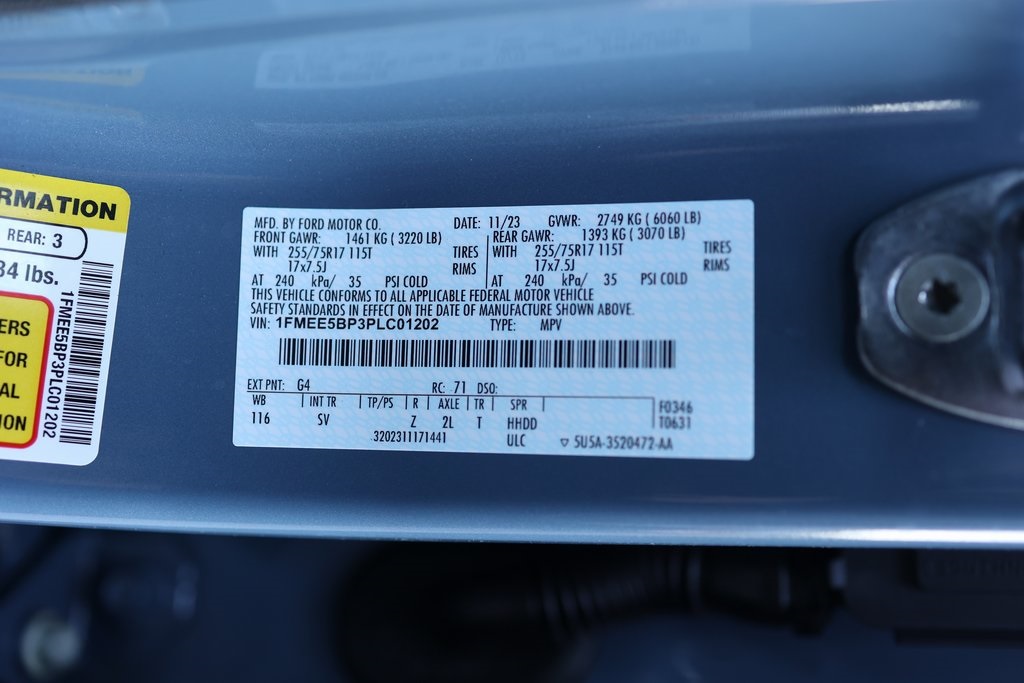 RMATION
REAR: 3
34 lbs.
ERS
FOR
AL
ION
1FMEE5BP3PLC01202
MFD. BY FORD MOTOR CO. DATE: 11/23 GVWR: 2749 KG ( 6060 LB)
FRONT GAWR: 1461 KG ( 3220 LB) REAR GAWR: 1393 KG ( 3070 LB)
WITH 255/75R17 115T TIRES WITH 255/75R17 115T TIRES
17x7.5J RIMS 17x7.5J RIMS
AT 240 kPa/ 35 PSI COLD AT 240 kPa/ 35 PSI COLD
THIS VEHICLE CONFORMS TO ALL APPLICABLE FEDERAL MOTOR VEHICLE
SAFETY STANDARDS IN EFFECT ON THE DATE OF MANUFACTURE SHOWN ABOVE.
VIN: 1FMEE5BP3PLC01202 TYPE: MPV
EXT PNT: G4 RC: 71 DSO:
WB INT TR TP/PS R AXLE TR SPR F0346
116 SV Z 2L T HHDD T0631
3202311171441 ULC ▽ 5U5A-3520472-AA